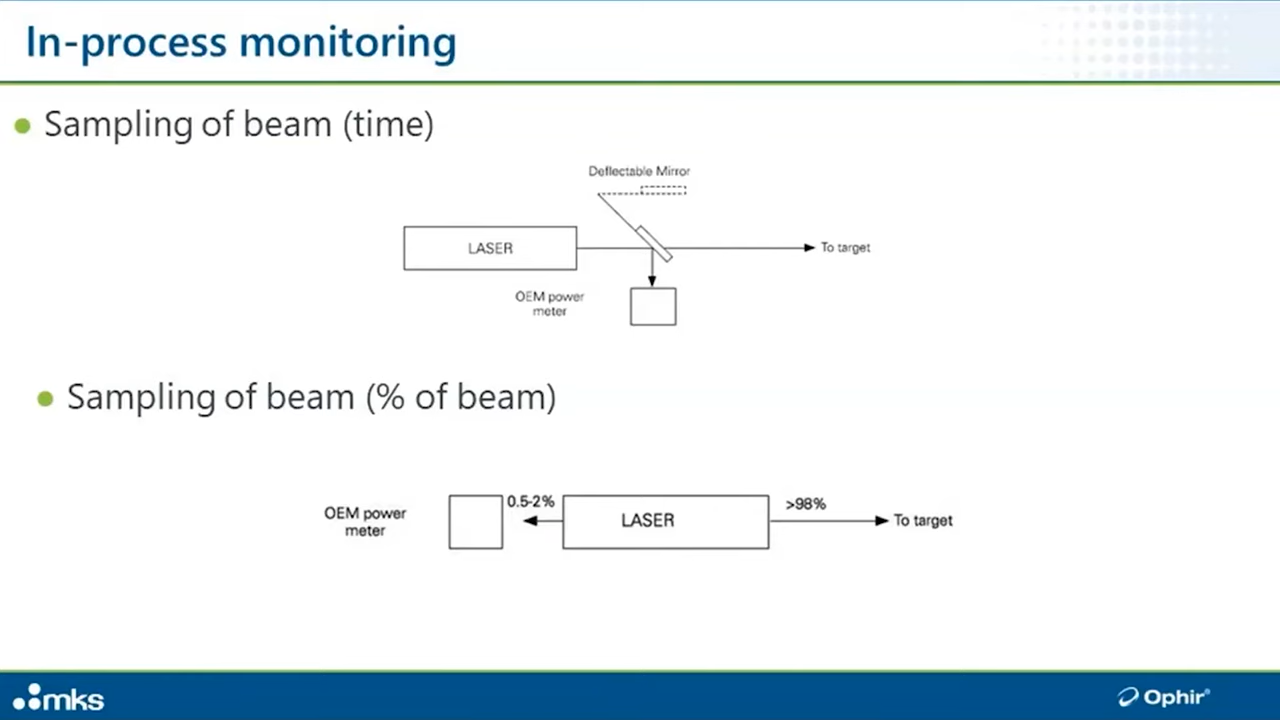 In-process monitoring
Sampling of beam (time)
Deflectable Mirror
LASER
To target
OEM power
meter
Sampling of beam (% of beam)
0.5-2%
>98%
OEM power
meter
LASER
To target
mks
Ophir®